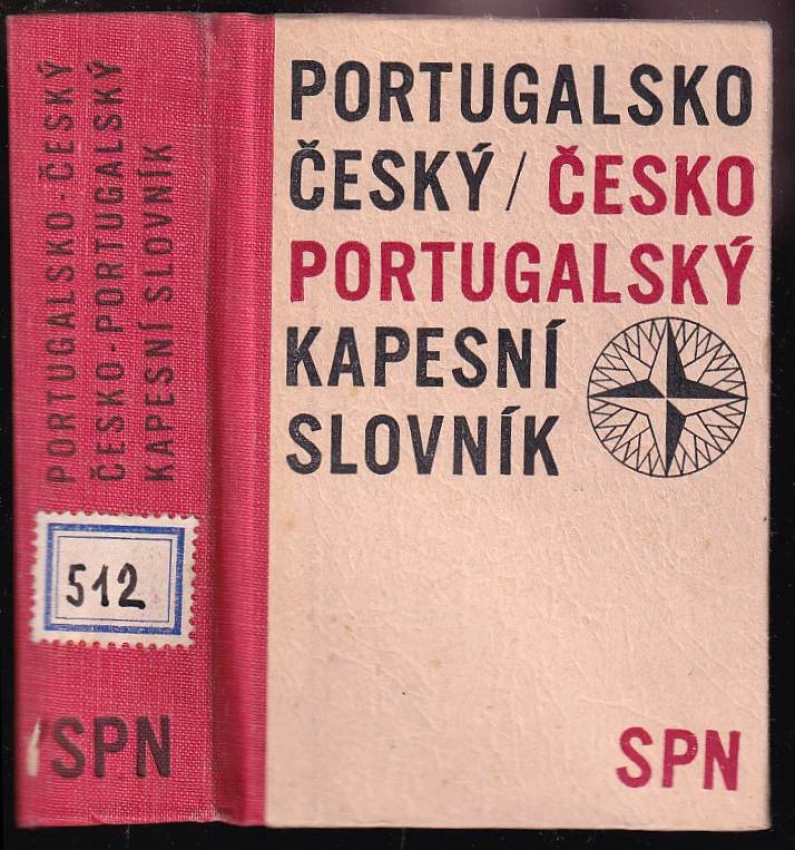 PORTUGALSKO-ČESKÝ
ČESKO-PORTUGALSKÝ
KAPESNÍ SLOVNÍK
512
SPN
PORTUGALSKO
ČESKÝ / ČESKO
PORTUGALSKÝ
KAPESNÍ
SLOVNÍK
SPN